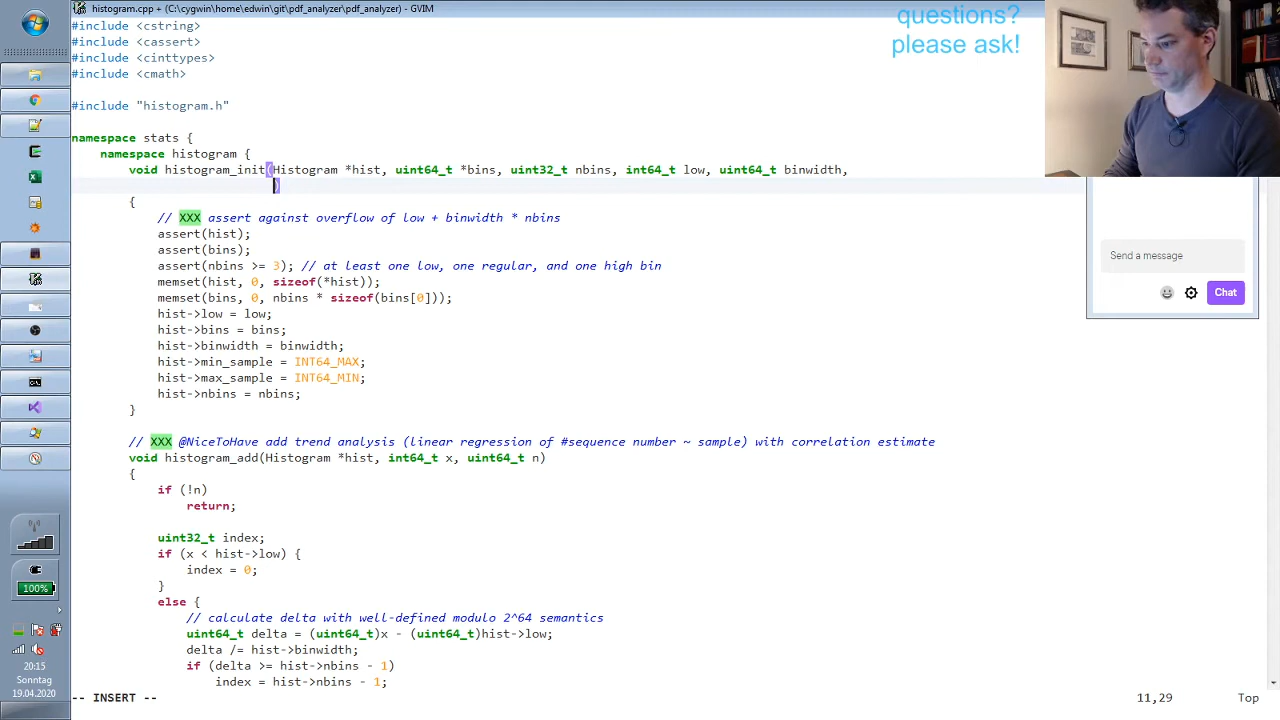 histogram.cpp + (C:\cygwin\home\edwin\git\pdf_analyzer\pdf_analyzer) - GVIM
questions?
please ask!
#include <cstring>
#include <cassert>
#include <cinttypes>
#include <cmath>
#include "histogram.h"
namespace stats {
namespace histogram {
void histogram_init(Histogram *hist, uint64_t *bins, uint32_t nbins, int64_t low, uint64_t binwidth,
)
{
// XXX assert against overflow of low + binwidth * nbins
assert(hist);
assert(bins);
assert(nbins >= 3); // at least one low, one regular, and one high bin
memset(hist, 0, sizeof(*hist));
memset(bins, 0, nbins * sizeof(bins[0]));
hist->low = low;
hist->bins = bins;
hist->binwidth = binwidth;
hist->min_sample = INT64_MAX;
hist->max_sample = INT64_MIN;
hist->nbins = nbins;
}
// XXX @NiceToHave add trend analysis (linear regression of #sequence number ~ sample) with correlation estimate
void histogram_add(Histogram *hist, int64_t x, uint64_t n)
{
if (!n)
return;
uint32_t index;
if (x < hist->low) {
index = 0;
}
else {
// calculate delta with well-defined modulo 2^64 semantics
uint64_t delta = (uint64_t)x - (uint64_t)hist->low;
delta /= hist->binwidth;
if (delta >= hist->nbins - 1)
index = hist->nbins - 1;
-- INSERT --
11,29
Top
Send a message
Chat
100%
20:15
Sonntag
19.04.2020